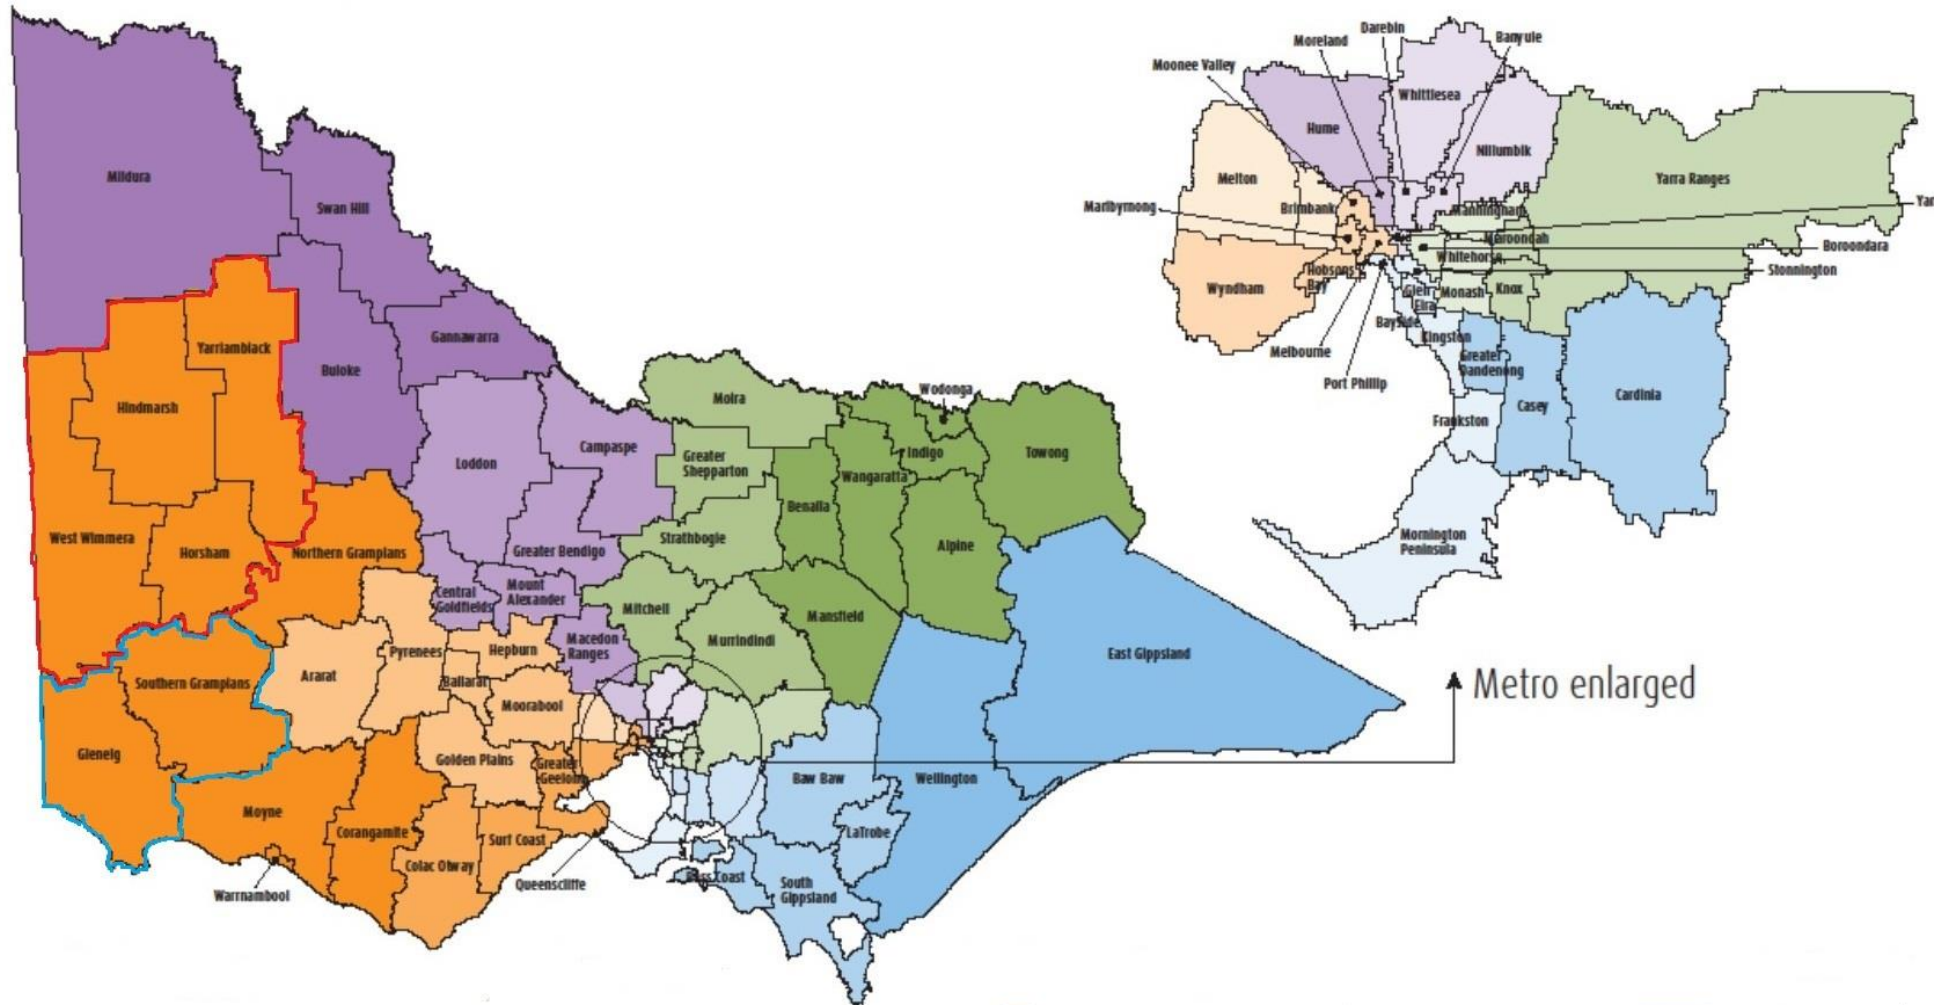 Mildura
Swan Hill
Yarriambiack
Gannawarra
Buloke
Hindmarsh
Loddon
Campaspe
Moira
Wodonga
Greater
Shepparton
Wangaratta
Indigo
Towong
Benalla
West Wimmera
Horsham
Northern Grampians
Greater Bendigo
Strathbogie
Alpine
Central
Goldfields
Mount
Alexander
Mitchell
Mansfield
Macedon
Ranges
Murrindindi
Hepburn
Pyrenees
Ararat
Ballarat
Moorabool
Southern Grampians
Glenelg
Golden Plains
Greater
Geelong
East Gippsland
Wellington
Baw Baw
LaTrobe
Moyne
Corangamite
Surf Coast
Colac Otway
Warrnambool
Queenscliffe
Bass Coast
South
Gippsland
Metro enlarged
Darebin
Moreland
Banyule
Moonee Valley
Whittlesea
Hume
Nillumbik
Melton
Yarra Ranges
Maribyrnong
Brimbank
Manningham
Yar
Maroondah
Boroondara
Whitehorse
Stonnington
Hobsons
Bay
Wyndham
Glen
Eira
Monash
Knox
Bayside
Kingston
Melbourne
Greater
Dandenong
Port Phillip
Casey
Cardinia
Frankston
Mornington
Peninsula